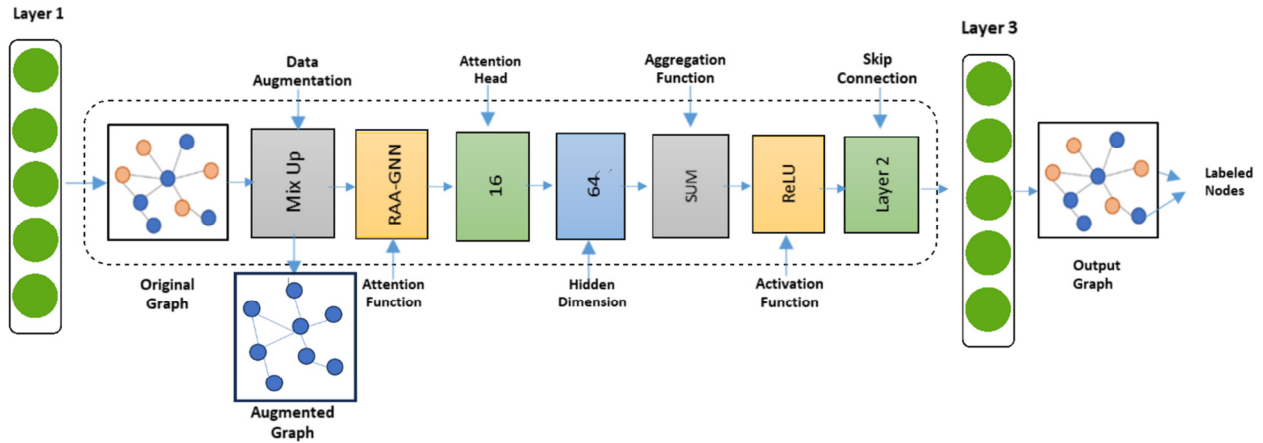 Layer 1
Layer 3
Data
Augmentation
Attention
Head
Aggregation
Function
Skip
Connection
Mix Up
RAA-GNN
16
64
SUM
ReLU
Layer 2
Labeled
Nodes
Original
Graph
Attention
Function
Hidden
Dimension
Activation
Function
Output
Graph
Augmented
Graph